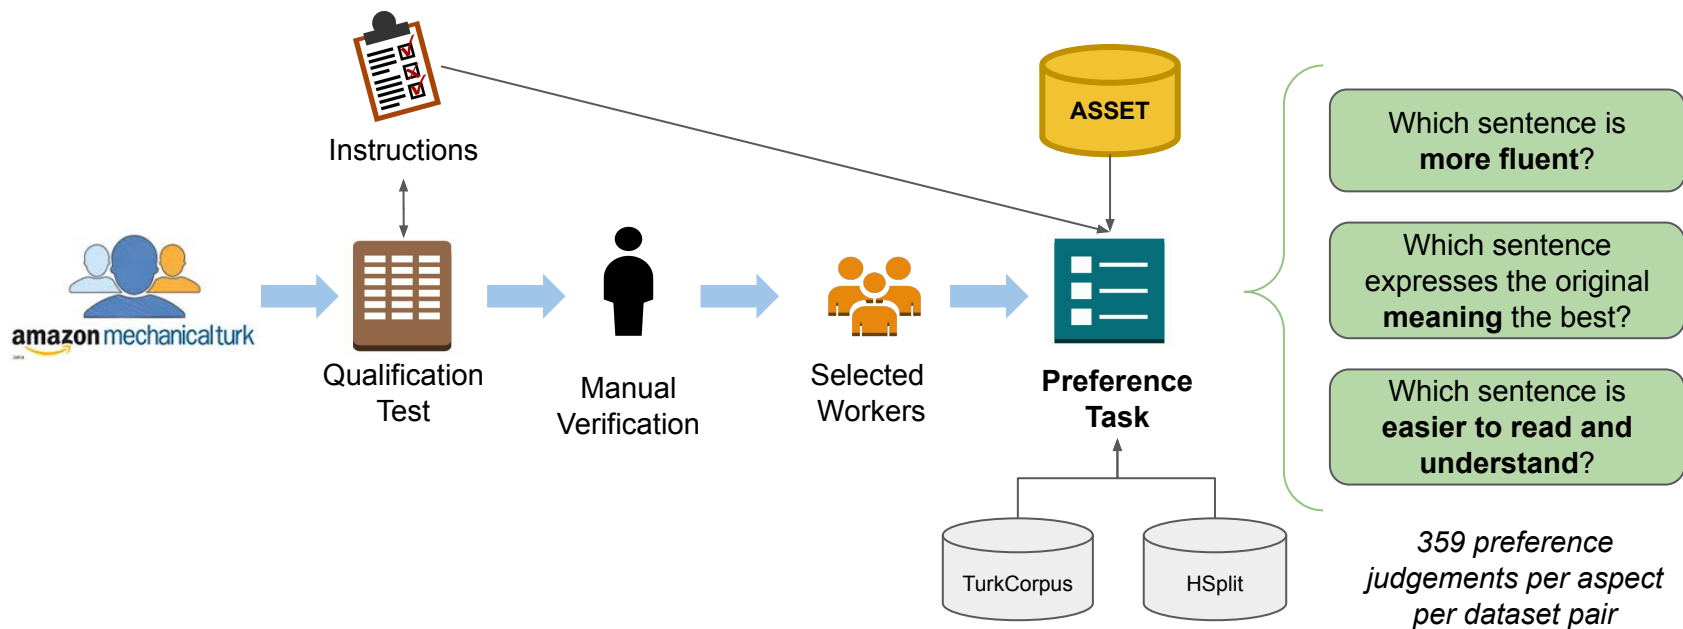 Instructions
amazon mechanical turk
Qualification
Test
Manual
Verification
Selected
Workers
ASSET
Preference
Task
TurkCorpus
HSplit
Which sentence is
more fluent?
Which sentence
expresses the original
meaning the best?
Which sentence is
easier to read and
understand?
359 preference
judgements per aspect
per dataset pair